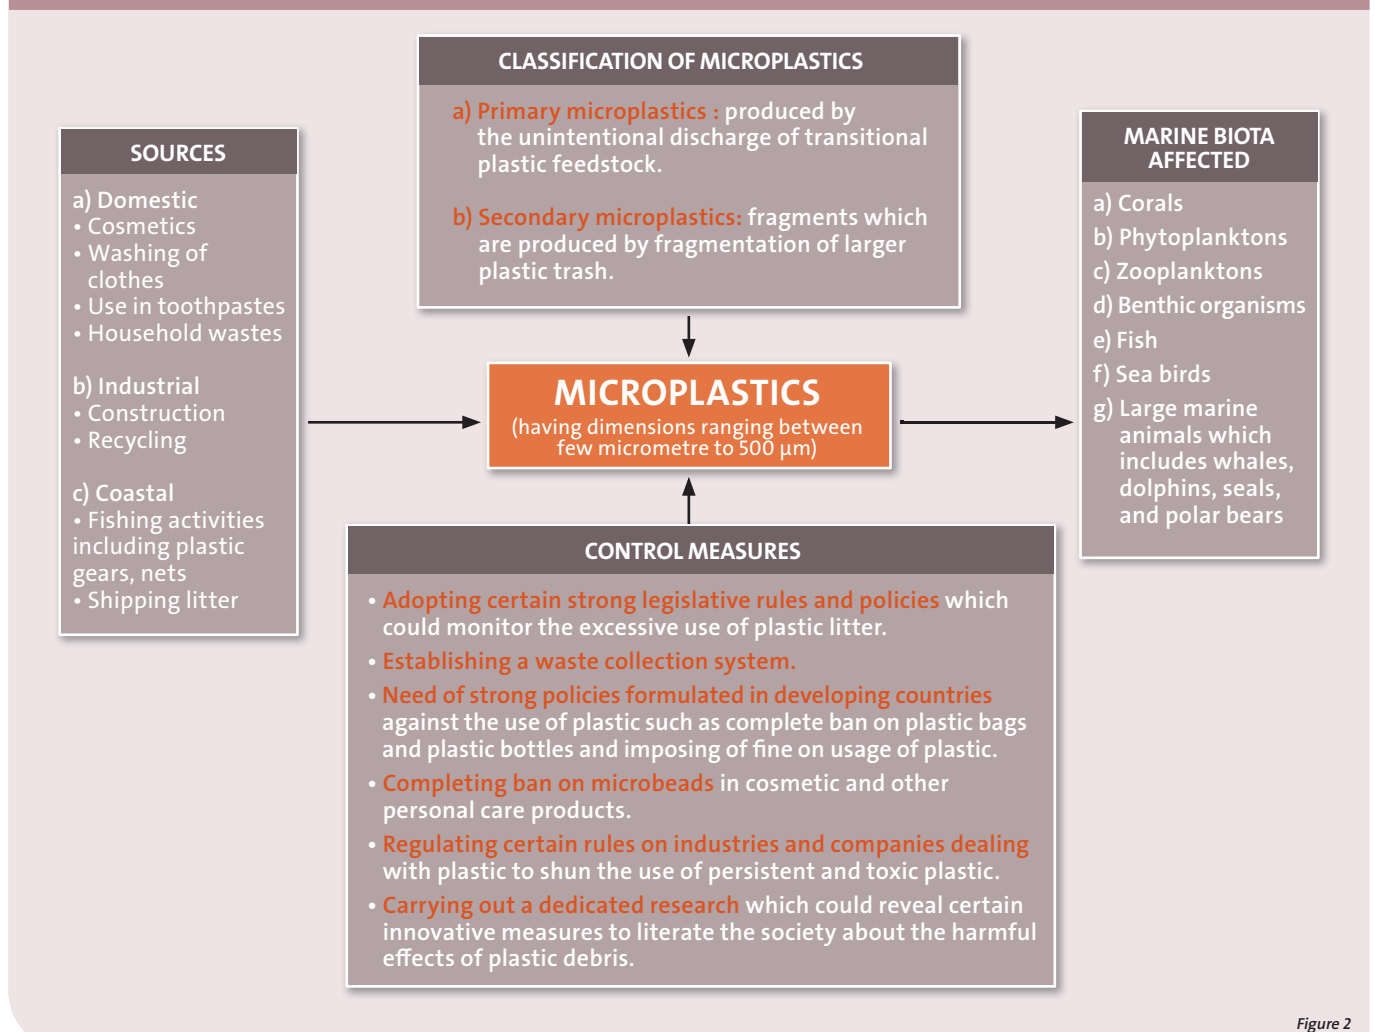 CLASSIFICATION OF MICROPLASTICS
a) Primary microplastics : produced by
the unintentional discharge of transitional
plastic feedstock.
b) Secondary microplastics: fragments which
are produced by fragmentation of larger
plastic trash.
SOURCES
a) Domestic
• Cosmetics
• Washing of
clothes
• Use in toothpastes
• Household wastes
b) Industrial
• Construction
• Recycling
c) Coastal
• Fishing activities
including plastic
gears, nets
• Shipping litter
MICROPLASTICS
(having dimensions ranging between
few micrometre to 500 µm)
MARINE BIOTA
AFFECTED
a) Corals
b) Phytoplanktons
c) Zooplanktons
d) Benthic organisms
e) Fish
f) Sea birds
g) Large marine
animals which
includes whales,
dolphins, seals,
and polar bears
CONTROL MEASURES
• Adopting certain strong legislative rules and policies which
could monitor the excessive use of plastic litter.
• Establishing a waste collection system.
• Need of strong policies formulated in developing countries
against the use of plastic such as complete ban on plastic bags
and plastic bottles and imposing of fine on usage of plastic.
• Completing ban on microbeads in cosmetic and other
personal care products.
• Regulating certain rules on industries and companies dealing
with plastic to shun the use of persistent and toxic plastic.
• Carrying out a dedicated research which could reveal certain
innovative measures to literate the society about the harmful
effects of plastic debris.
Figure 2